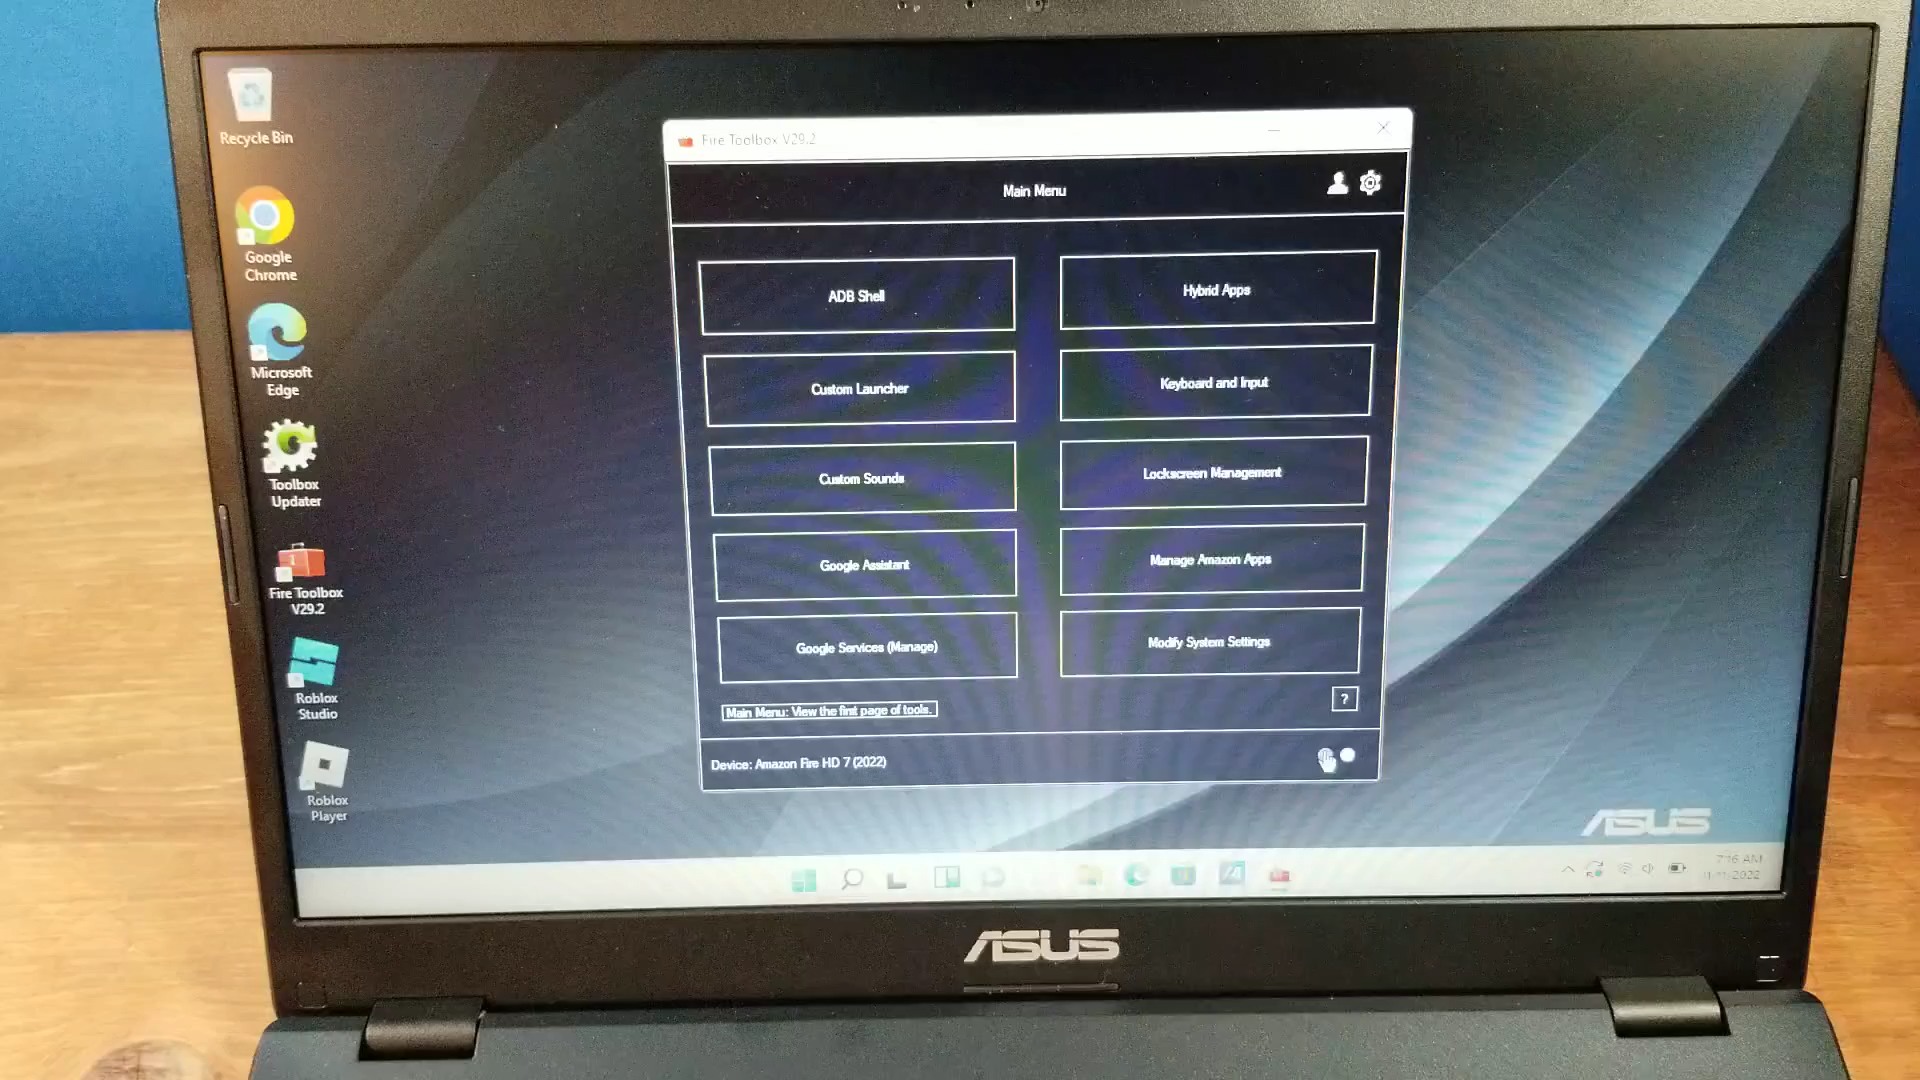 Recycle Bin
Google
Chrome
Microsoft
Edge
Toolbox
Updater
Fire Toolbox
V29.2
Roblox
Studio
Roblox
Player
Fire Toolbox V29.2
Main Menu
ADB Shell
Hybrid Apps
Custom Launcher
Keyboard and Input
Custom Sounds
Lockscreen Management
Google Assistant
Manage Amazon Apps
Google Services (Manage)
Modify System Settings
Main Menu: View the first page of tools.
?
Device: Amazon Fire HD 7 (2022)
ASUS
7:16 AM
ASUS